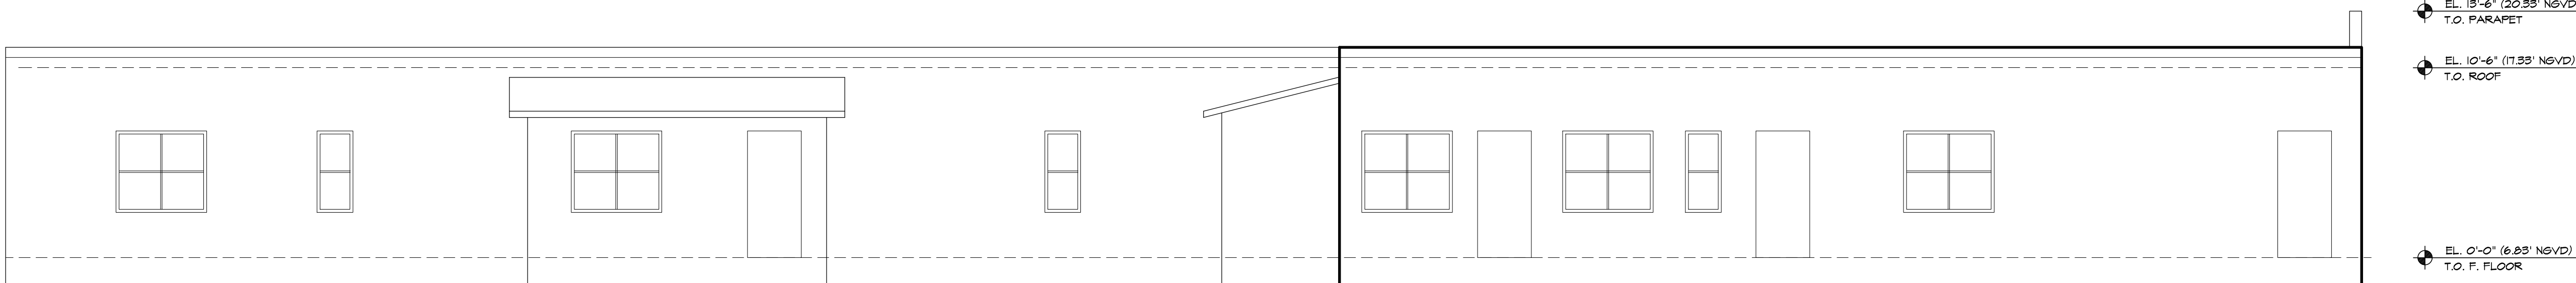 EL. 13'-6" (20.33' NGVD)
T.O. PARAPET
EL. 10'-6" (17.33' NGVD)
T.O. ROOF
EL. 0'-0" (6.83' NGVD)
T.O. F. FLOOR